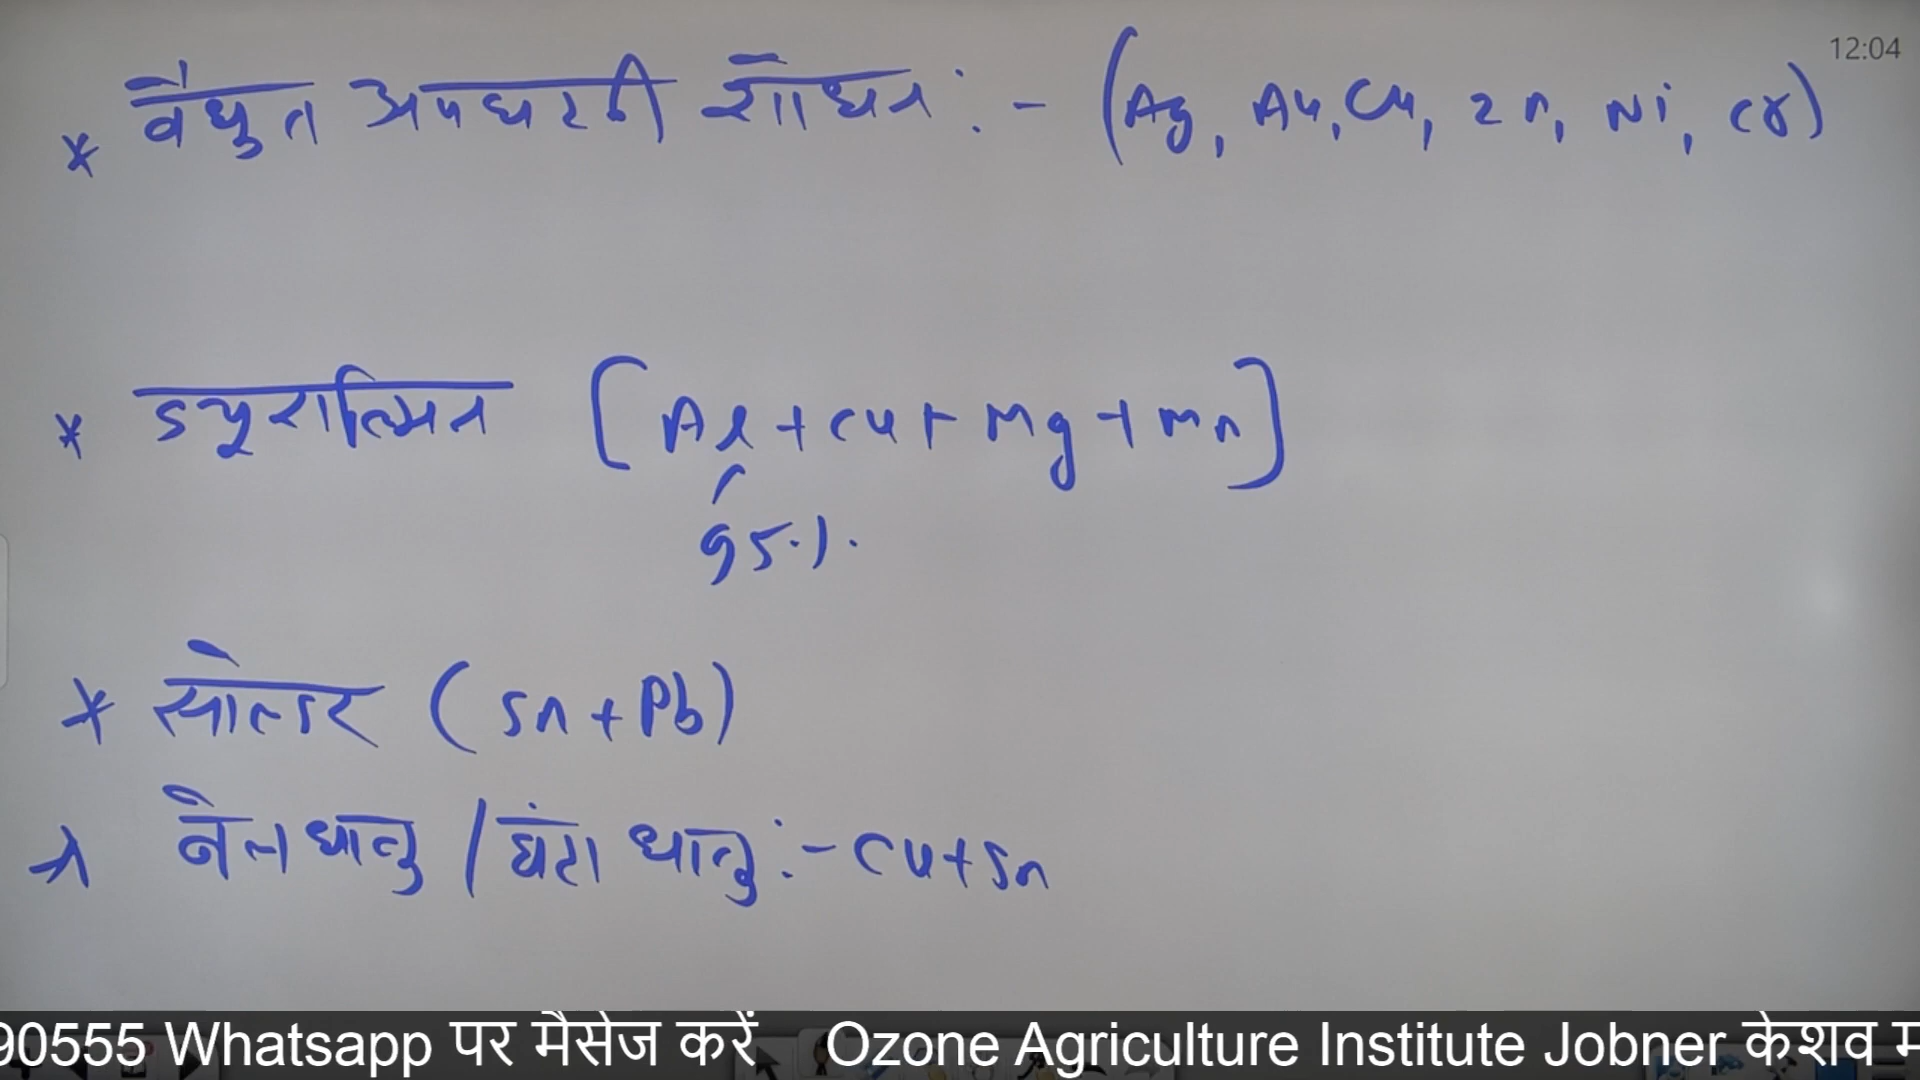 12:04
* वैधुत अपघटनी शोधन :- (Ag, Au, Cu, Zn, Ni, Cr)
* ड्यूराल्मिन [Al + Cu + Mg + Mn]
95%
* सोल्डर (Sn + Pb)
बेल धातु / घंटा धातु :- Cu + Sn
90555 Whatsapp पर मैसेज करें Ozone Agriculture Institute Jobner केशव